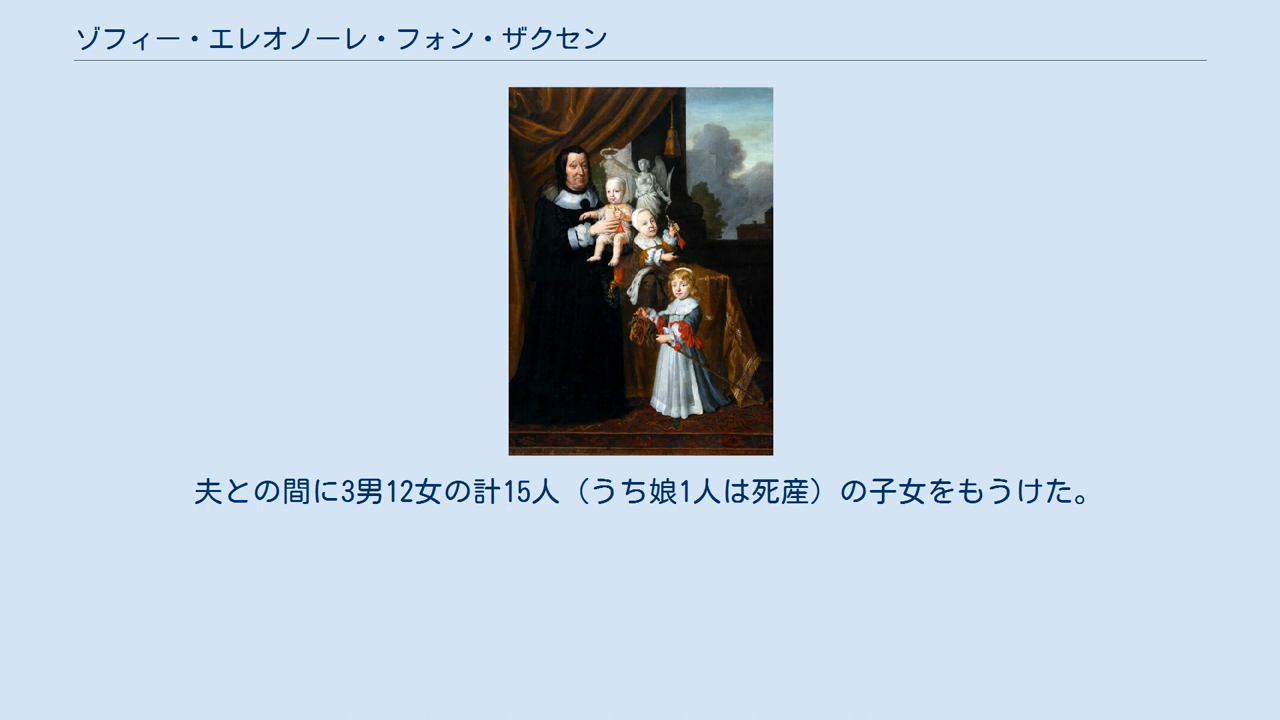 ゾフィー・エレオノーレ・フォン・ザクセン
夫との間に3男12女の計15人（うち娘1人は死産）の子女をもうけた。